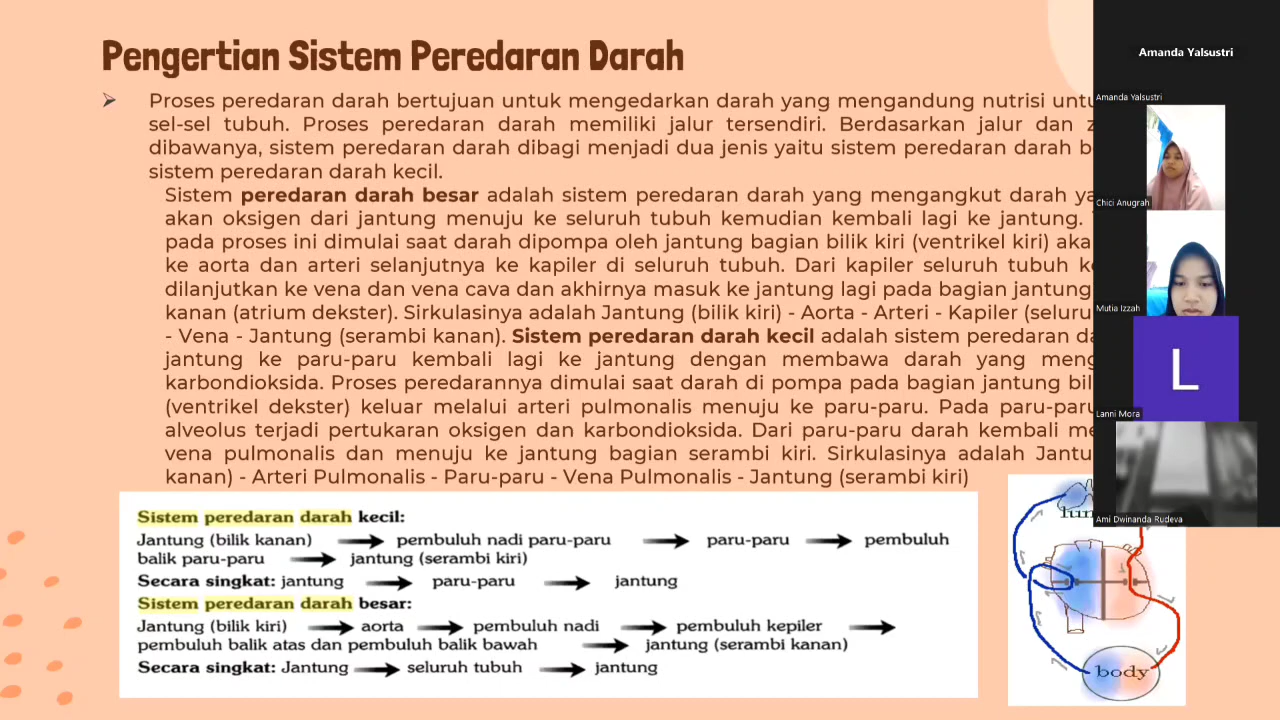 Pengertian Sistem Peredaran Darah
Proses peredaran darah bertujuan untuk mengedarkan darah yang mengandung nutrisi
sel-sel tubuh. Proses peredaran darah memiliki jalur tersendiri. Berdasarkan jalur dan
dibawanya, sistem peredaran darah dibagi menjadi dua jenis yaitu sistem peredaran darah
sistem peredaran darah kecil.
Sistem peredaran darah besar adalah sistem peredaran darah yang mengangkut darah
akan oksigen dari jantung menuju ke seluruh tubuh kemudian kembali lagi ke jantung.
pada proses ini dimulai saat darah dipompa oleh jantung bagian bilik kiri (ventrikel kiri)
ke aorta dan arteri selanjutnya ke kapiler di seluruh tubuh. Dari kapiler seluruh tubuh
dilanjutkan ke vena dan vena cava dan akhirnya masuk ke jantung lagi pada bagian jantung
kanan (atrium dekster). Sirkulasinya adalah Jantung (bilik kiri) - Aorta - Arteri - Kapiler
- Vena - Jantung (serambi kanan). Sistem peredaran darah kecil adalah sistem peredaran
jantung ke paru-paru kembali lagi ke jantung dengan membawa darah yang
karbondioksida. Proses peredarannya dimulai saat darah di pompa pada bagian jantung
(ventrikel dekster) keluar melalui arteri pulmonalis menuju ke paru-paru. Pada paru-paru
alveolus terjadi pertukaran oksigen dan karbondioksida. Dari paru-paru darah kembali
vena pulmonalis dan menuju ke jantung bagian serambi kiri. Sirkulasinya adalah
kanan) - Arteri Pulmonalis - Paru-paru - Vena Pulmonalis - Jantung (serambi kiri)
Sistem peredaran darah kecil:
Jantung (bilik kanan) → pembuluh nadi paru-paru → paru-paru → pembuluh
balik paru-paru → jantung (serambi kiri)
Secara singkat: jantung → paru-paru → jantung
Sistem peredaran darah besar:
Jantung (bilik kiri) → aorta → pembuluh nadi → pembuluh kepiler →
pembuluh balik atas dan pembuluh balik bawah → jantung (serambi kanan)
Secara singkat: Jantung → seluruh tubuh → jantung
body
Amanda Yalsustri
Amanda Yalsustri
Chici Anugrah
Mutia Izzah
L
Lanni Mora
Ami Dwinanda Rudeva